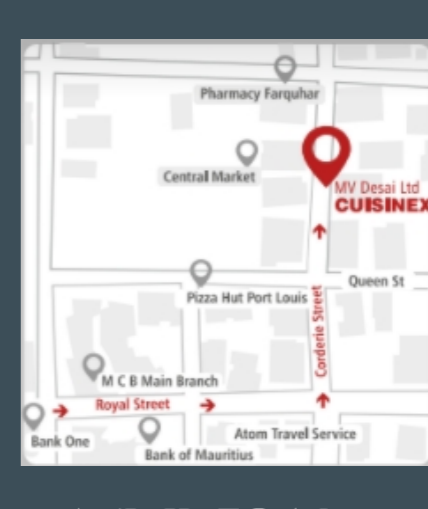 Pharmacy Farquhar
Central Market
MV Desai Ltd
CUISINEX
Queen St
Pizza Hut Port Louis
Corderie Street
M C B Main Branch
Royal Street
Bank One
Atom Travel Service
Bank of Mauritius